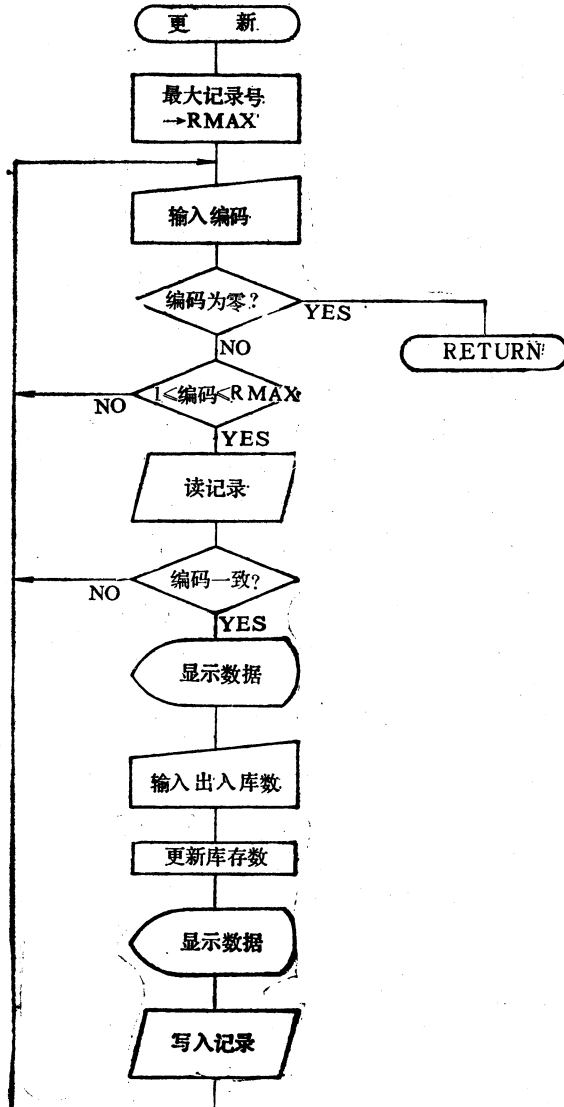 更 新
最大记录号
→RMAX
输入编码
编码为零?
YES
RETURN
NO
1≤编码≤RMAX
NO
YES
读记录
编码一致?
NO
YES
显示数据
输入出入库数
更新库存数
显示数据
写入记录